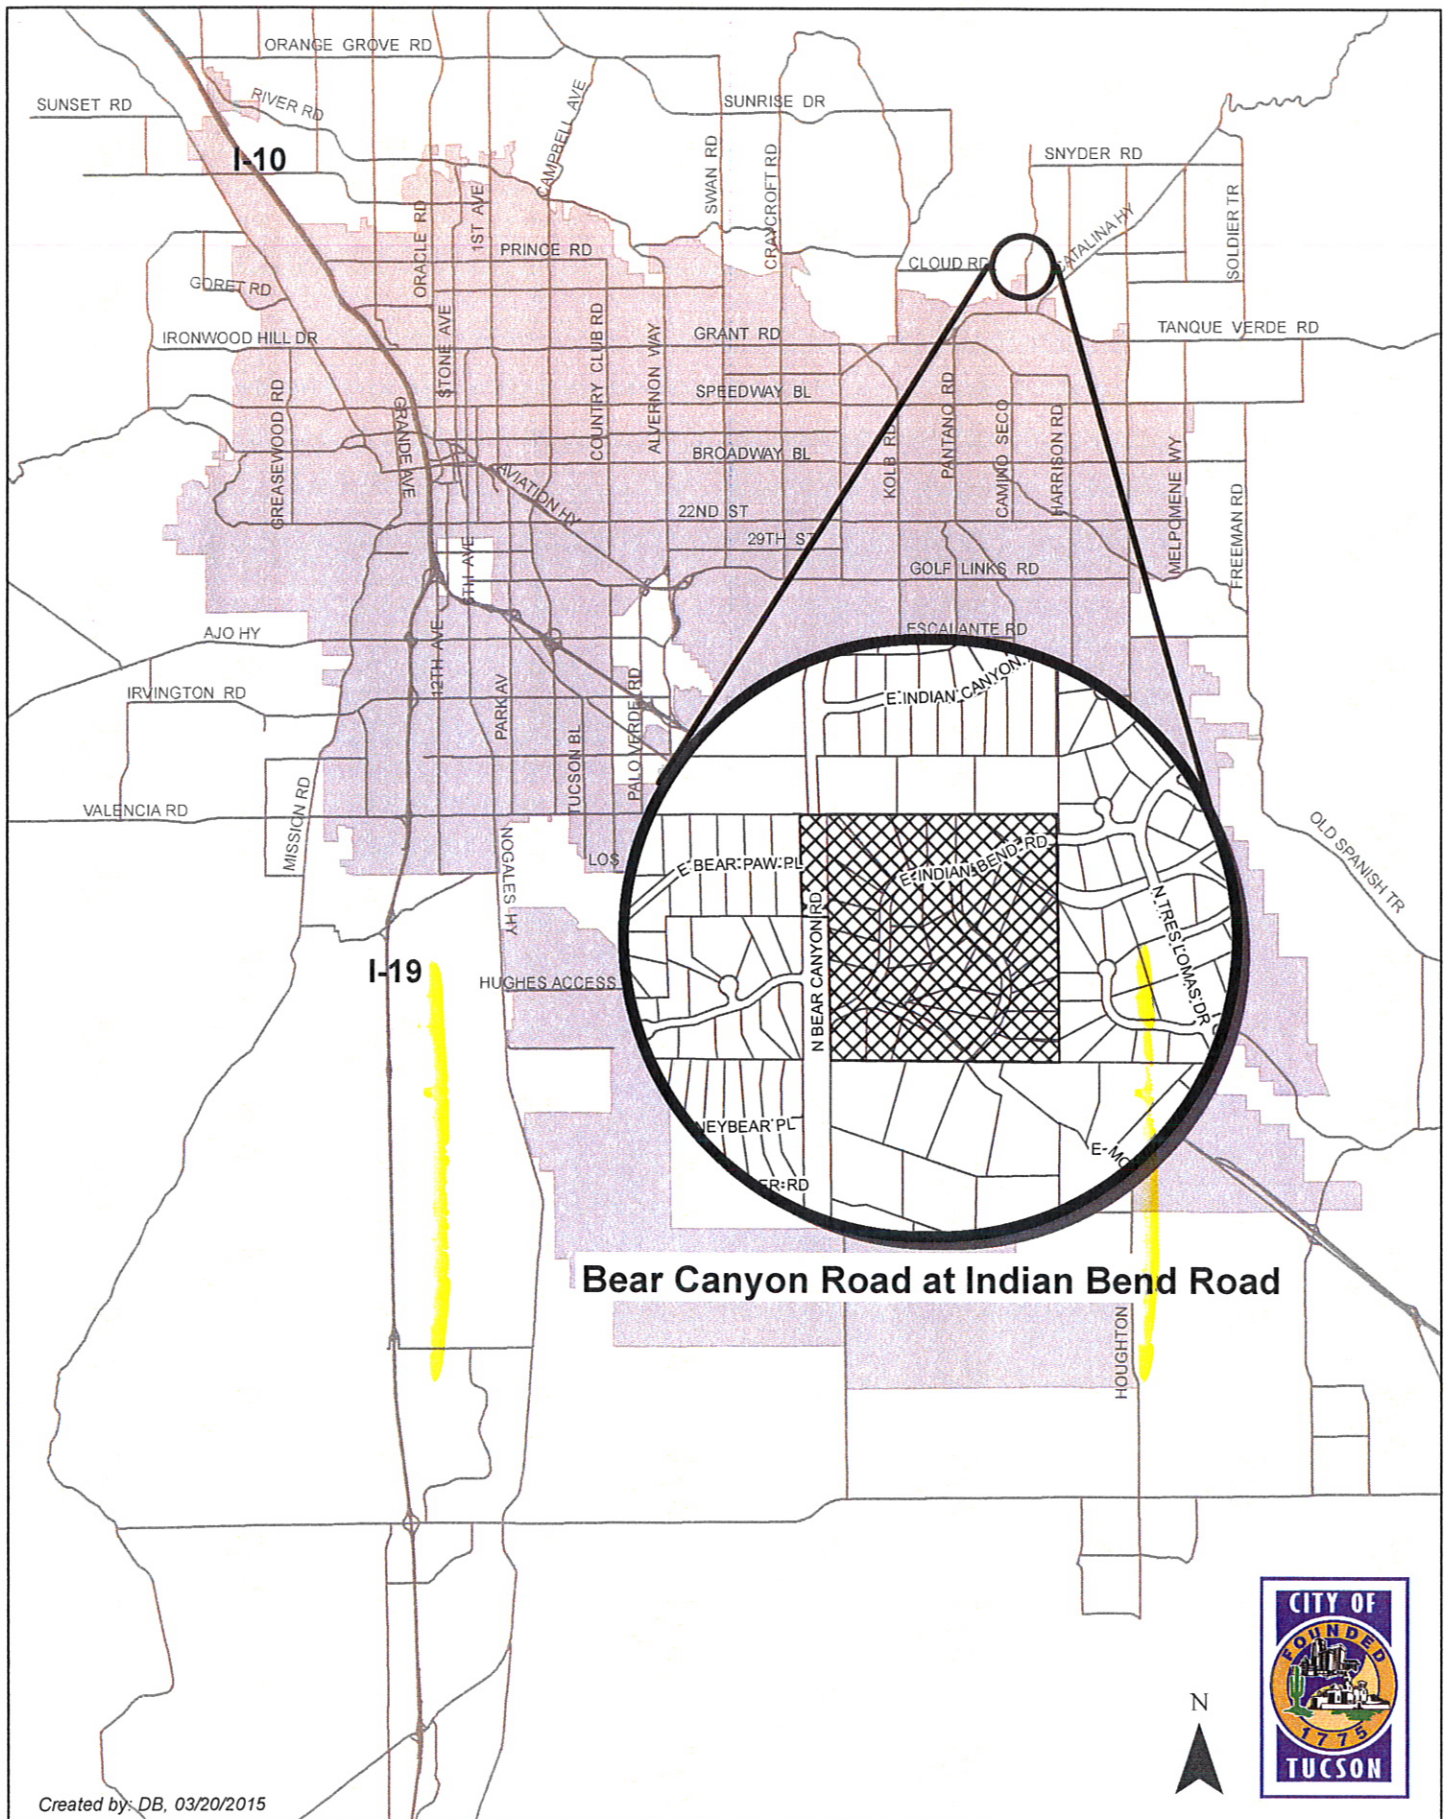 ORANGE GROVE RD
SUNSET RD
RIVER RD
CAMPBELL AVE
SUNRISE DR
I-10
SWAN RD
CRAYCROFT RD
SNYDER RD
ORACLE RD
1ST AVE
PRINCE RD
CLOUD RD
CATALINA HY
SOLDIER TR
GORET RD
IRONWOOD HILL DR
STONE AVE
COUNTRY CLUB RD
ALVERNON WAY
GRANT RD
TANQUE VERDE RD
SPEEDWAY BL
GREASEWOOD RD
GRANDE AVE
BROADWAY BL
KOLB RD
PANTANO RD
CAMINO SECO
HARRISON RD
MELPOMENE WY
AVIATION HY
22ND ST
29TH ST
FREEMAN RD
6TH AVE
GOLF LINKS RD
AJO HY
12TH AVE
ESCALANTE RD
IRVINGTON RD
PARK AV
TUCSON BL
PALO VERDE RD
E INDIAN CANYON
VALENCIA RD
MISSION RD
NOGALES HY
LOS
E BEAR PAW PL
E INDIAN BEND RD
OLD SPANISH TR
N BEAR CANYON RD
N TRES LOMAS DR
I-19
HUGHES ACCESS
NEYBEAR PL
E MO
ER RD
Bear Canyon Road at Indian Bend Road
HOUGHTON
N
CITY OF
FOUNDED
1775
TUCSON
Created by: DB, 03/20/2015